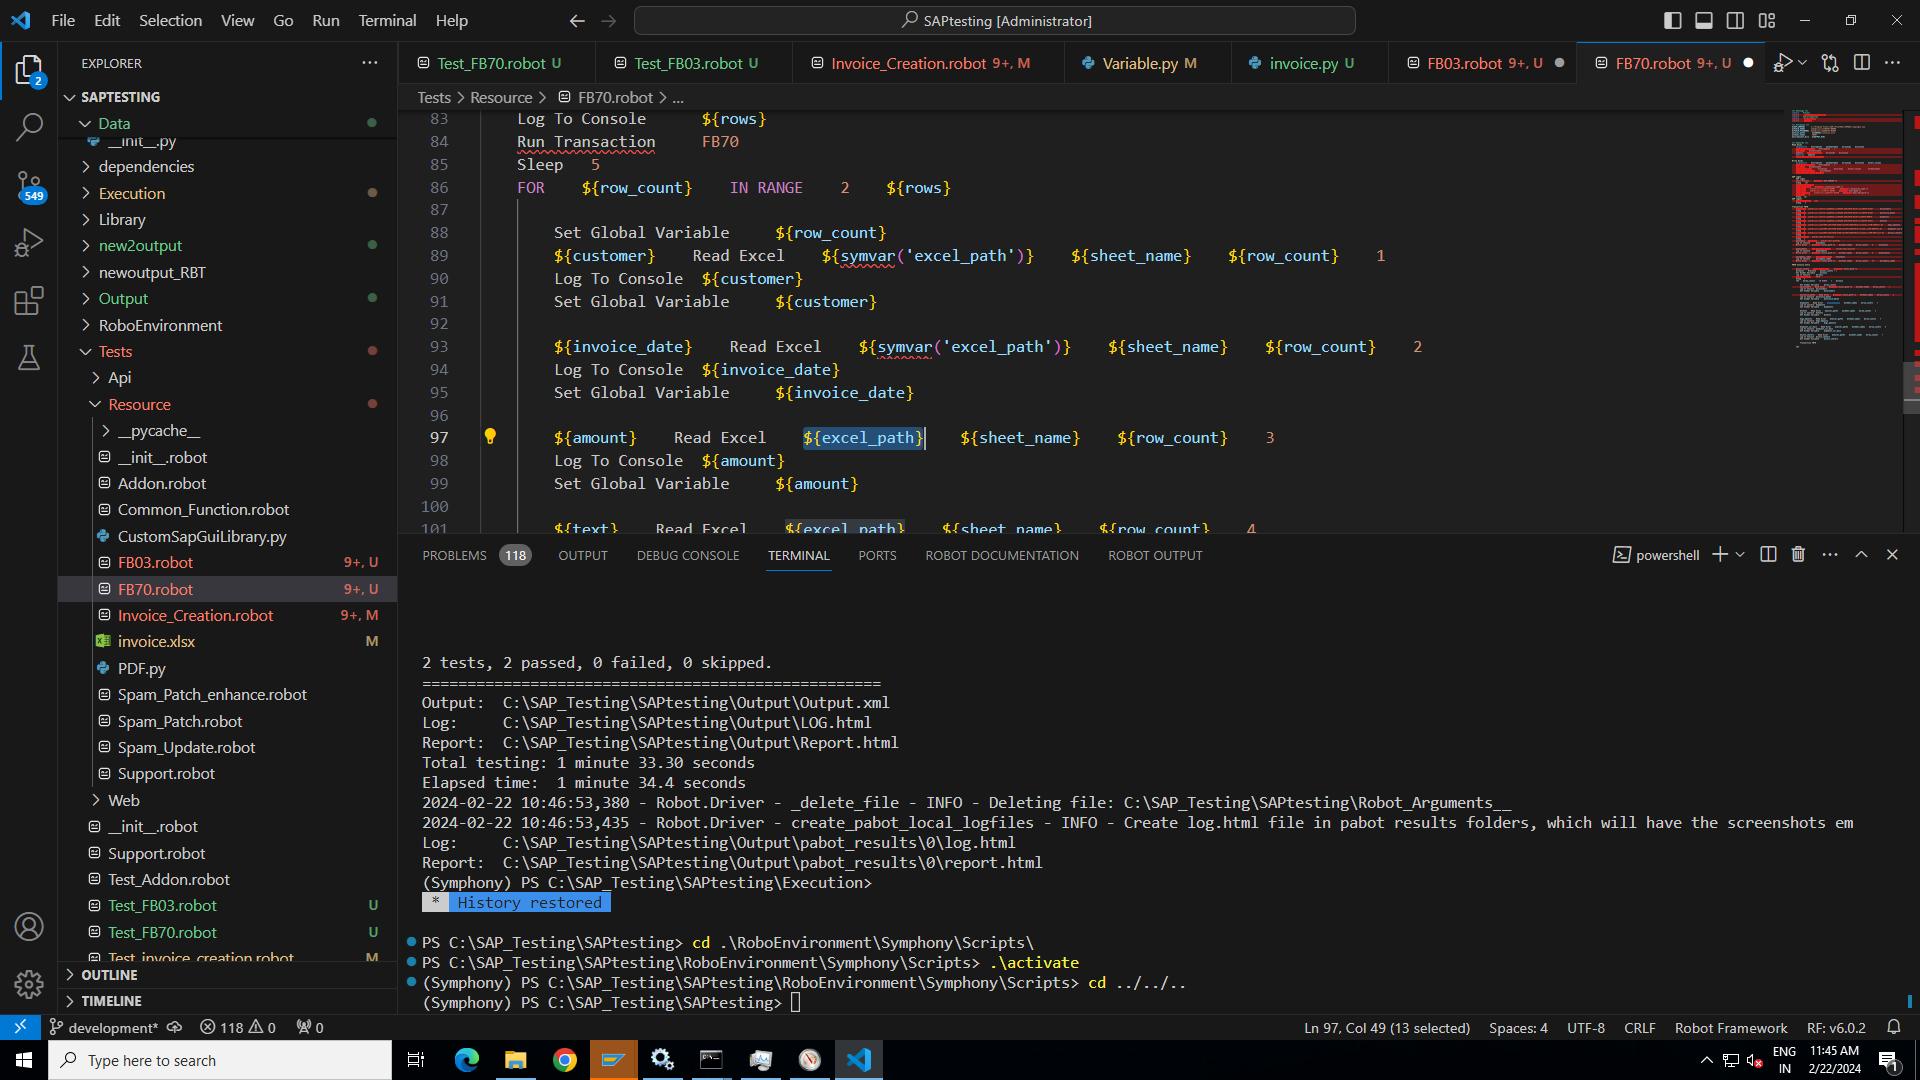 File Edit Selection View Go Run Terminal Help
SAPtesting [Administrator]
EXPLORER
SAPTESTING
Data
__init__.py
dependencies
Execution
Library
new2output
newoutput_RBT
Output
RoboEnvironment
Tests
Api
Resource
__pycache__
__init__.robot
Addon.robot
Common_Function.robot
CustomSapGuiLibrary.py
FB03.robot 9+, U
FB70.robot 9+, U
Invoice_Creation.robot 9+, M
invoice.xlsx M
PDF.py
Spam_Patch_enhance.robot
Spam_Patch.robot
Spam_Update.robot
Support.robot
Web
__init__.robot
Support.robot
Test_Addon.robot
Test_FB03.robot U
Test_FB70.robot U
Test_invoice_creation.robot M
OUTLINE
TIMELINE
2
549
Test_FB70.robot U
Test_FB03.robot U
Invoice_Creation.robot 9+, M
Variable.py M
invoice.py U
FB03.robot 9+, U
FB70.robot 9+, U
Tests > Resource > FB70.robot > ...
83 Log To Console ${rows}
84 Run Transaction FB70
85 Sleep 5
86 FOR ${row_count} IN RANGE 2 ${rows}
87
88 Set Global Variable ${row_count}
89 ${customer} Read Excel ${symvar('excel_path')} ${sheet_name} ${row_count} 1
90 Log To Console ${customer}
91 Set Global Variable ${customer}
92
93 ${invoice_date} Read Excel ${symvar('excel_path')} ${sheet_name} ${row_count} 2
94 Log To Console ${invoice_date}
95 Set Global Variable ${invoice_date}
96
97 ${amount} Read Excel ${excel_path} ${sheet_name} ${row_count} 3
98 Log To Console ${amount}
99 Set Global Variable ${amount}
100
101 ${text} Read Excel ${excel_path} ${sheet_name} ${row_count} 4
PROBLEMS 118 OUTPUT DEBUG CONSOLE TERMINAL PORTS ROBOT DOCUMENTATION ROBOT OUTPUT
powershell
2 tests, 2 passed, 0 failed, 0 skipped.
===================================================
Output: C:\SAP_Testing\SAPtesting\Output\Output.xml
Log: C:\SAP_Testing\SAPtesting\Output\LOG.html
Report: C:\SAP_Testing\SAPtesting\Output\Report.html
Total testing: 1 minute 33.30 seconds
Elapsed time: 1 minute 34.4 seconds
2024-02-22 10:46:53,380 - Robot.Driver - _delete_file - INFO - Deleting file: C:\SAP_Testing\SAPtesting\Robot_Arguments__
2024-02-22 10:46:53,435 - Robot.Driver - create_pabot_local_logfiles - INFO - Create log.html file in pabot results folders, which will have the screenshots em
Log: C:\SAP_Testing\SAPtesting\Output\pabot_results\0\log.html
Report: C:\SAP_Testing\SAPtesting\Output\pabot_results\0\report.html
(Symphony) PS C:\SAP_Testing\SAPtesting\Execution>
* History restored
PS C:\SAP_Testing\SAPtesting> cd .\RoboEnvironment\Symphony\Scripts\
PS C:\SAP_Testing\SAPtesting\RoboEnvironment\Symphony\Scripts> .\activate
(Symphony) PS C:\SAP_Testing\SAPtesting\RoboEnvironment\Symphony\Scripts> cd ../../..
(Symphony) PS C:\SAP_Testing\SAPtesting>
development* 118 0 0
Ln 97, Col 49 (13 selected) Spaces: 4 UTF-8 CRLF Robot Framework RF: v6.0.2
Type here to search
ENG IN
11:45 AM
2/22/2024
1